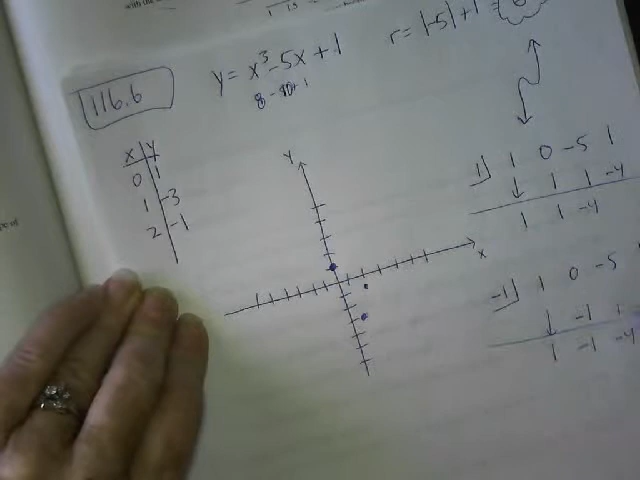 116.6
y = x³ - 5x + 1
r = |-5| + 1 = 6
8 - 10 + 1
x y
0 1
1 -3
2 -1
Y
X
1⌋ 1 0 -5 1
↓ 1 1 -4
1 1 -4
-1⌋ 1 0 -5
↓ -1 1
1 -1 -4